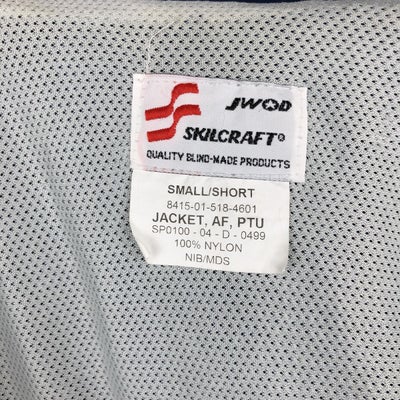 JWOD
SKILCRAFT®
QUALITY BLIND-MADE PRODUCTS
SMALL/SHORT
8415-01-518-4601
JACKET, AF, PTU
SP0100 - 04 - D - 0499
100% NYLON
NIB/MDS